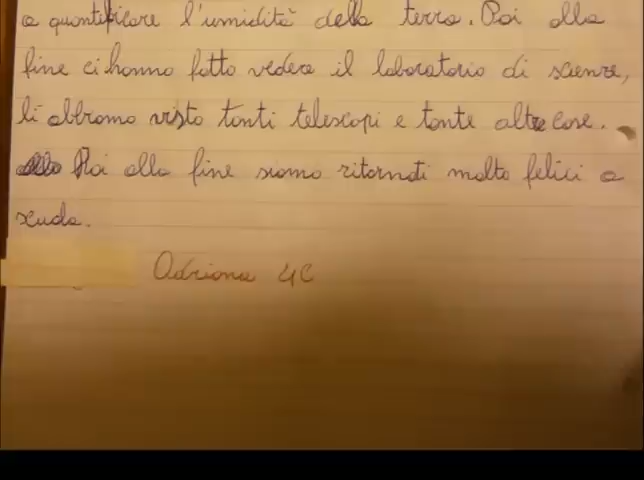 a quantificare l'umidità della terra. Poi alla
fine ci hanno fatto vedere il laboratorio di scienze,
lì abbiamo visto tanti telescopi e tante altre cose.
Poi alla fine siamo ritornati molto felici a
scuola.
Adriana 4C